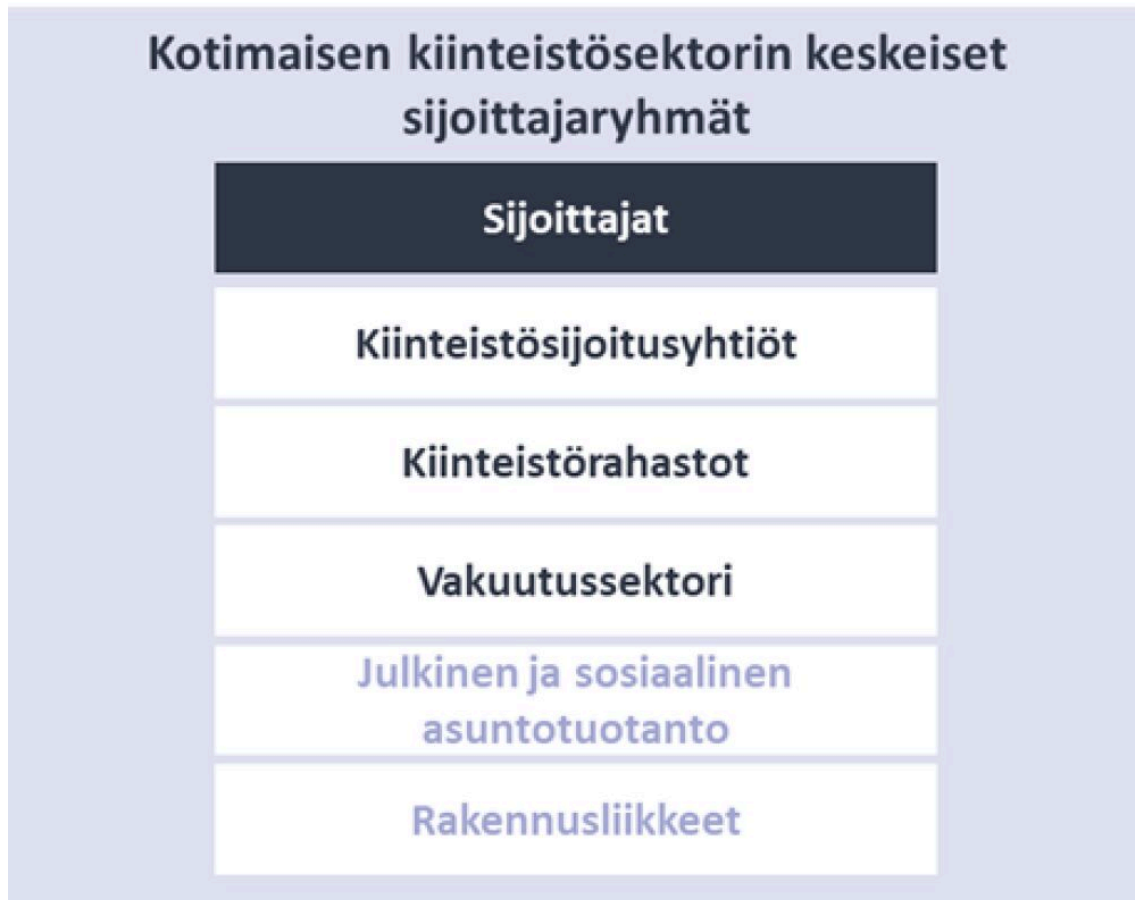 Kotimaisen kiinteistösektorin keskeiset
sijoittajaryhmät
Sijoittajat
Kiinteistösijoitusyhtiöt
Kiinteistörahastot
Vakuutussektori
Julkinen ja sosiaalinen
asuntotuotanto
Rakennusliikkeet